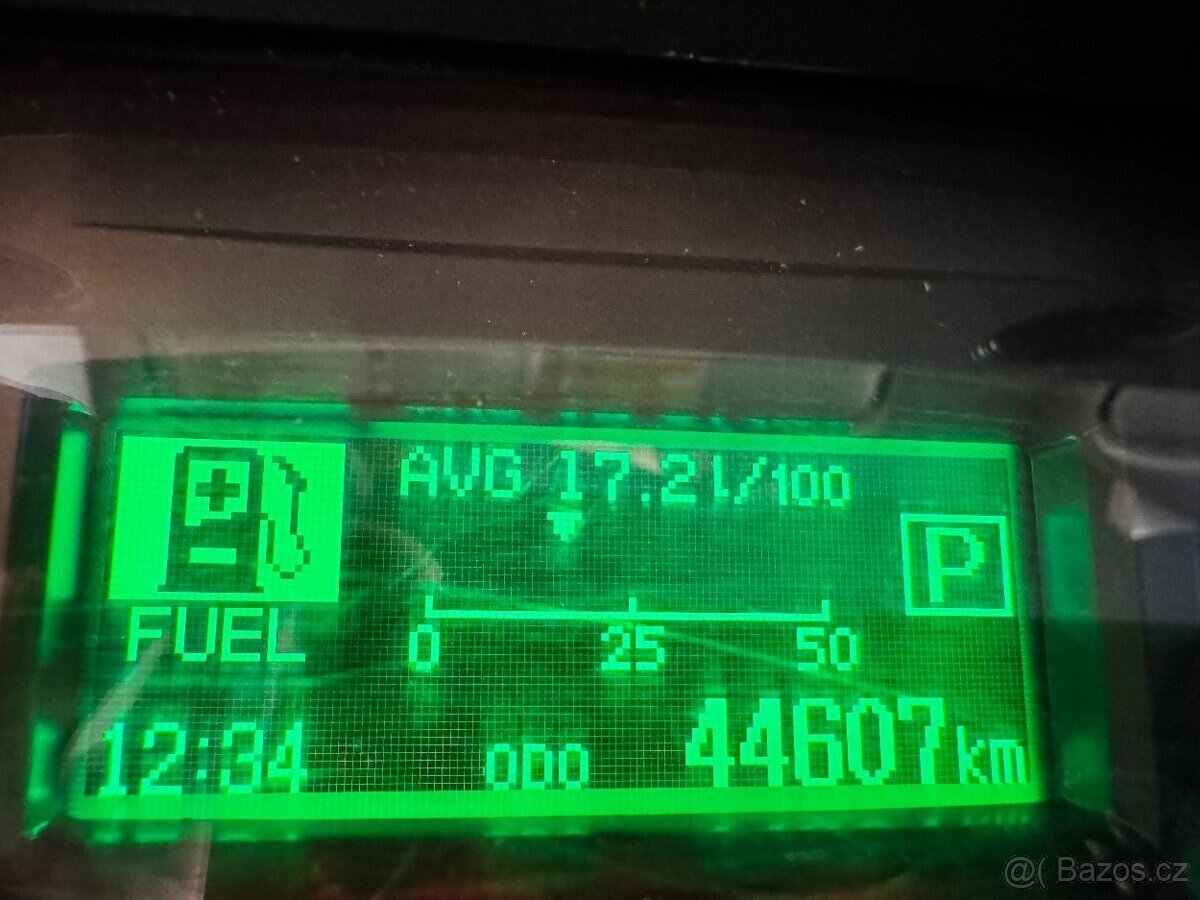 AVG 17.2l/100
P
FUEL
0 25 50
12:34 ODO 44607km
@( Bazos.cz